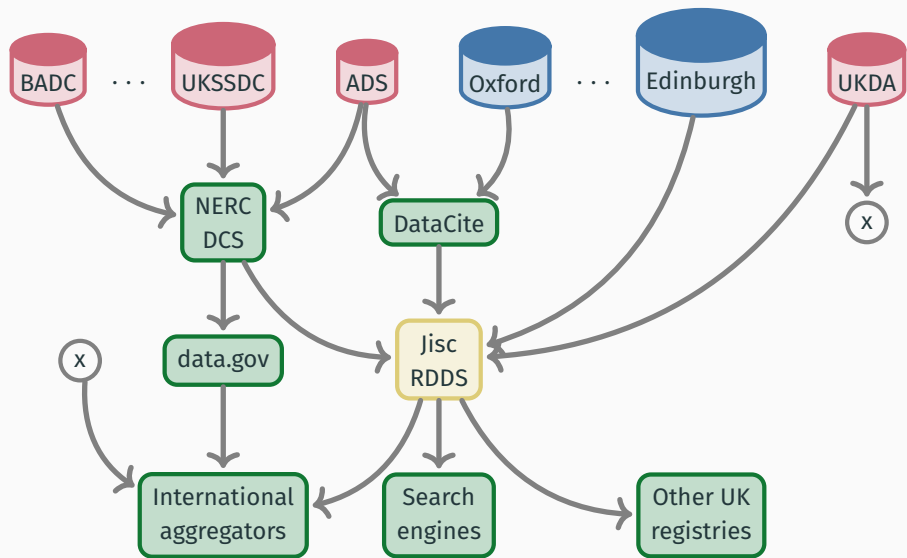 BADC
. . .
UKSSDC
ADS
Oxford
. . .
Edinburgh
UKDA
NERC
DCS
DataCite
x
x
data.gov
Jisc
RDDS
International
aggregators
Search
engines
Other UK
registries